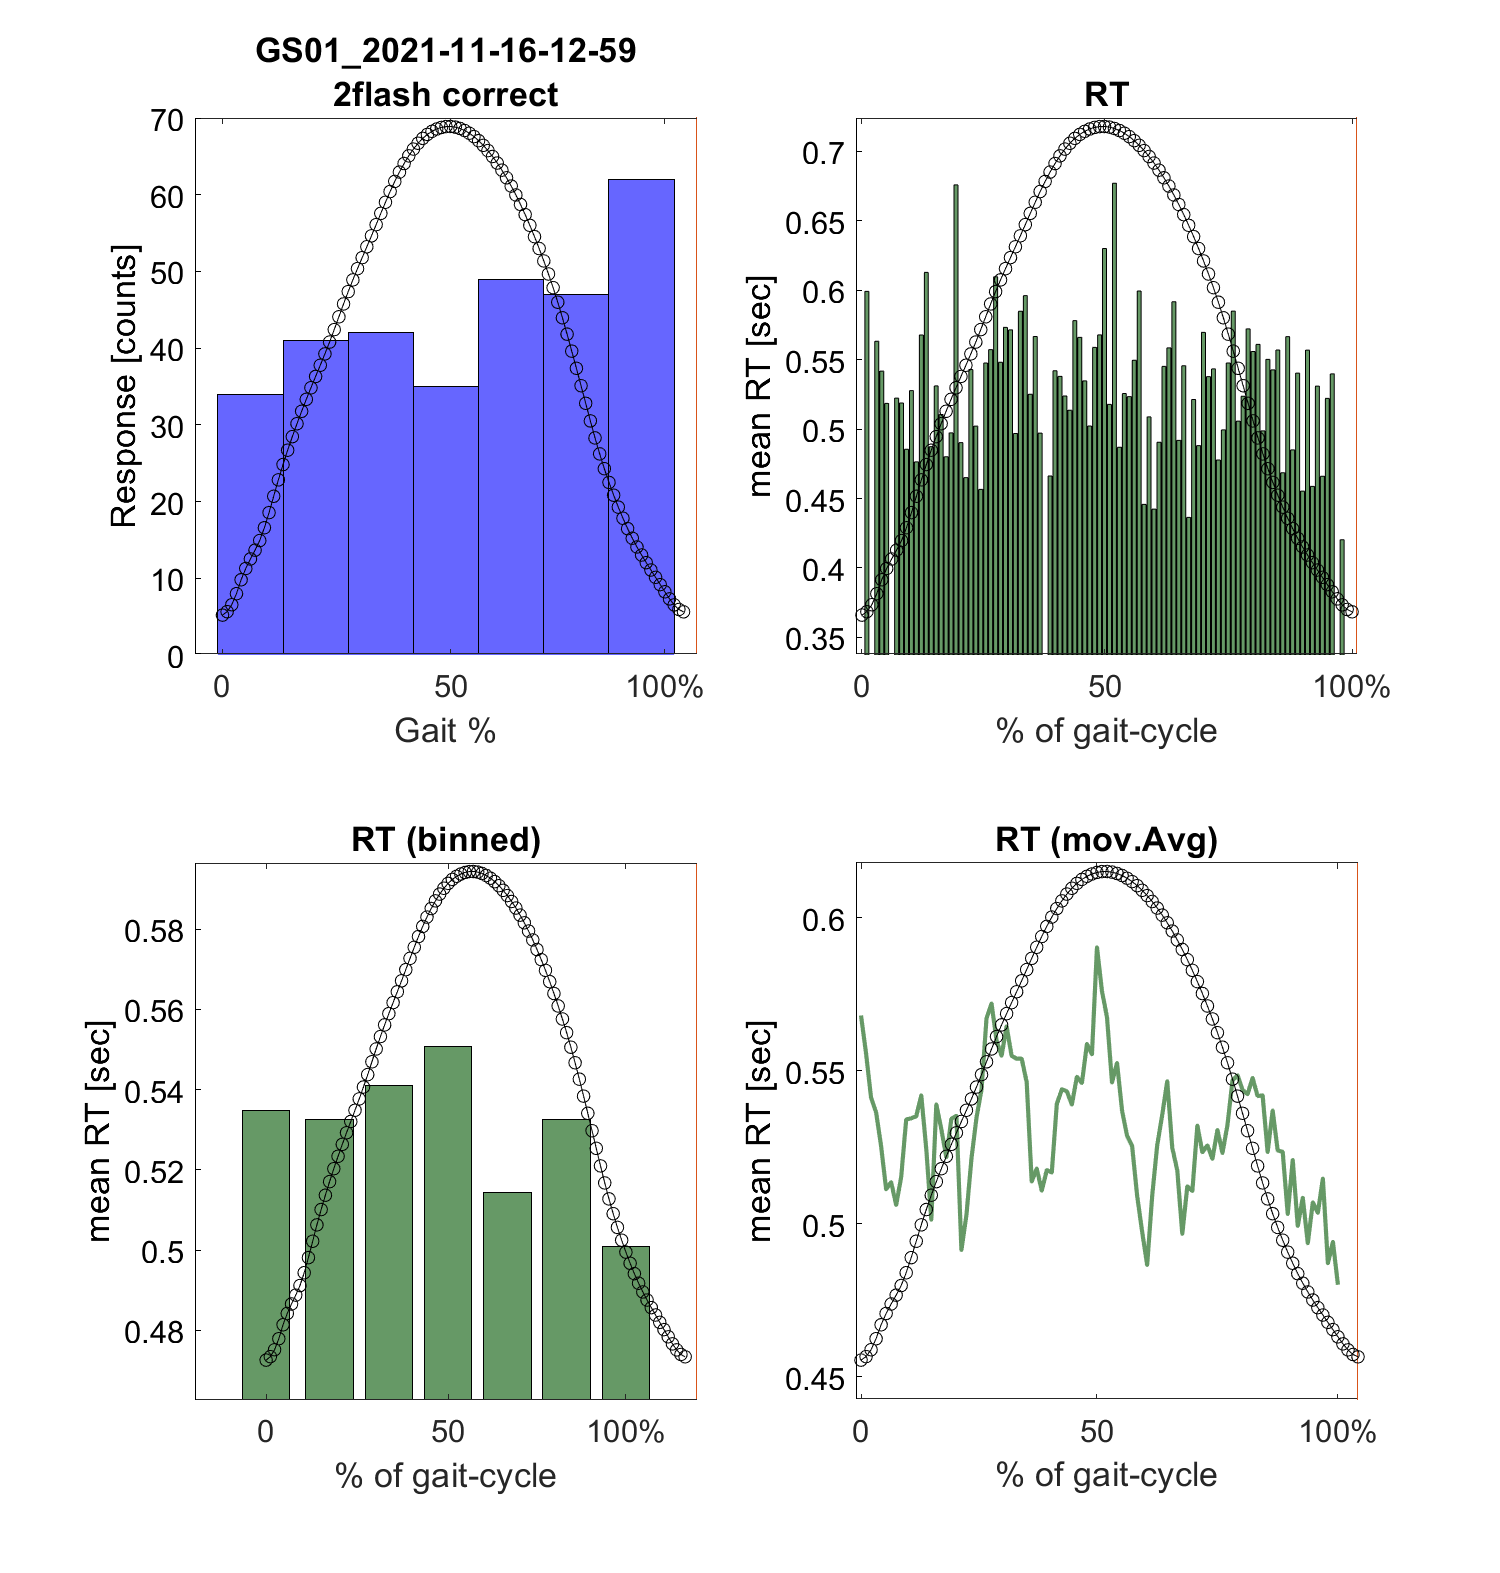 GS01_2021-11-16-12-59
2flash correct
70
60
50
40
30
20
10
0
Response [counts]
0 50 100%
Gait %
RT
0.7
0.65
0.6
0.55
0.5
0.45
0.4
0.35
mean RT [sec]
0 50 100%
% of gait-cycle
RT (binned)
0.58
0.56
0.54
0.52
0.5
0.48
mean RT [sec]
0 50 100%
% of gait-cycle
RT (mov.Avg)
0.6
0.55
0.5
0.45
mean RT [sec]
0 50 100%
% of gait-cycle